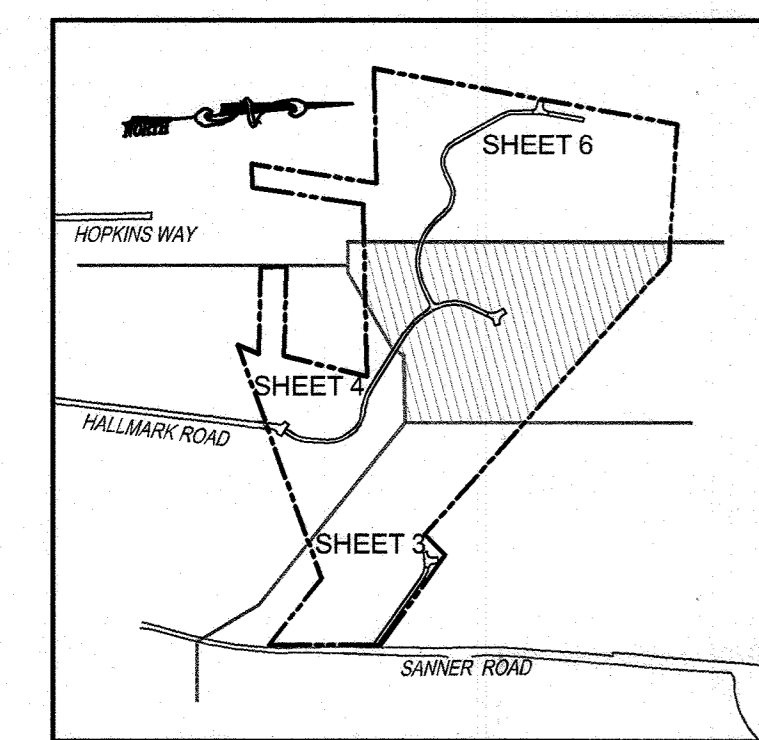 NORTH
SHEET 6
HOPKINS WAY
SHEET 4
HALLMARK ROAD
SHEET 3
SANNER ROAD